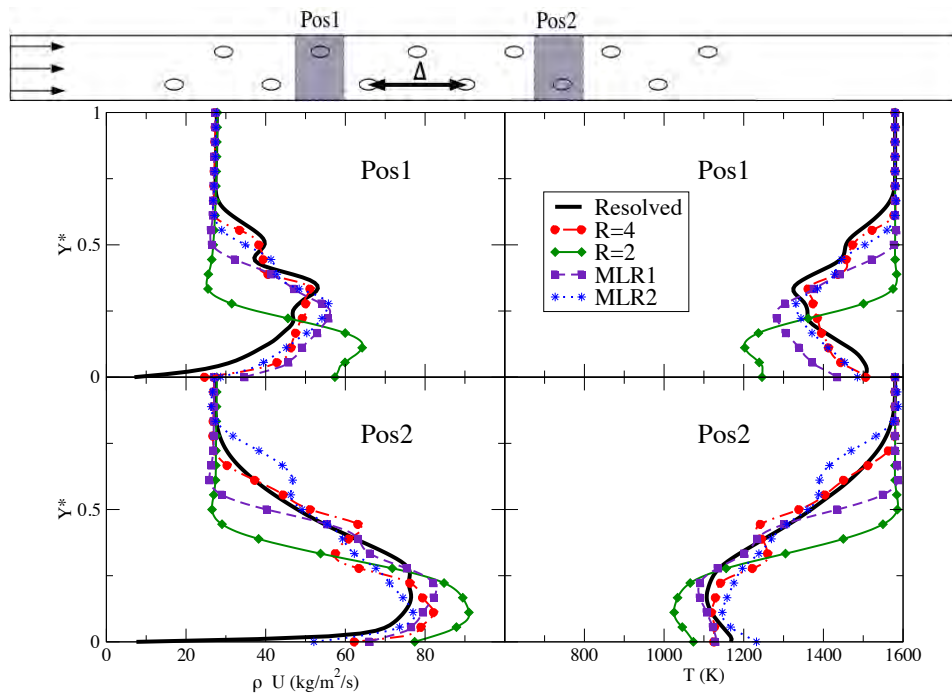 Pos1 Pos2
Δ
1
Pos1 Pos1
Resolved
R=4
R=2
MLR1
MLR2
Y*
0.5
0
Pos2 Pos2
Y*
0.5
0
0 20 40 60 80 1000 1200 1400 1600
ρ U (kg/m²/s) T (K)